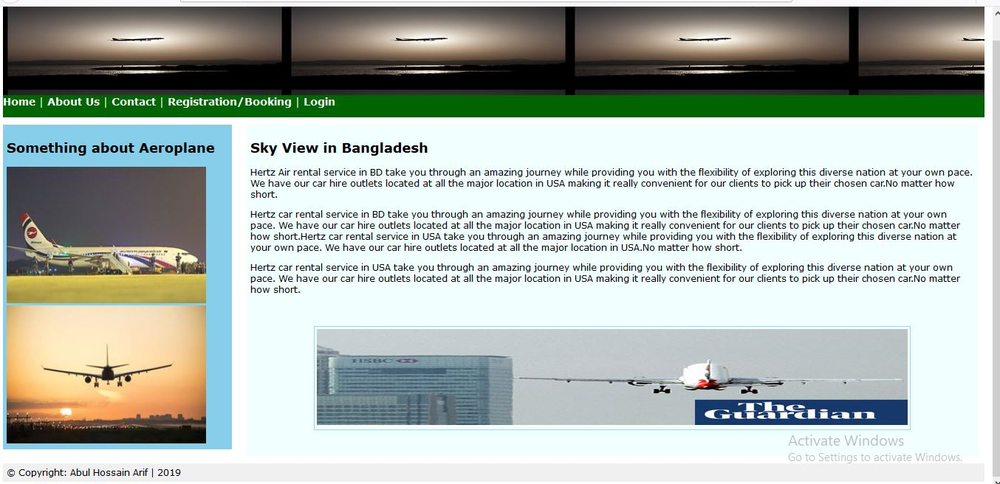 Home | About Us | Contact | Registration/Booking | Login
Something about Aeroplane
Sky View in Bangladesh
Hertz Air rental service in BD take you through an amazing journey while providing you with the flexibility of exploring this diverse nation at your own pace.
We have our car hire outlets located at all the major location in USA making it really convenient for our clients to pick up their chosen car.No matter how
short.
Hertz car rental service in BD take you through an amazing journey while providing you with the flexibility of exploring this diverse nation at your own
pace. We have our car hire outlets located at all the major location in USA making it really convenient for our clients to pick up their chosen car.No matter
how short.Hertz car rental service in USA take you through an amazing journey while providing you with the flexibility of exploring this diverse nation at
your own pace. We have our car hire outlets located at all the major location in USA.No matter how short.
Hertz car rental service in USA take you through an amazing journey while providing you with the flexibility of exploring this diverse nation at your own
pace. We have our car hire outlets located at all the major location in USA making it really convenient for our clients to pick up their chosen car.No matter
how short.
HSBC
The
Guardian
Activate Windows
Go to Settings to activate Windows.
© Copyright: Abul Hossain Arif | 2019